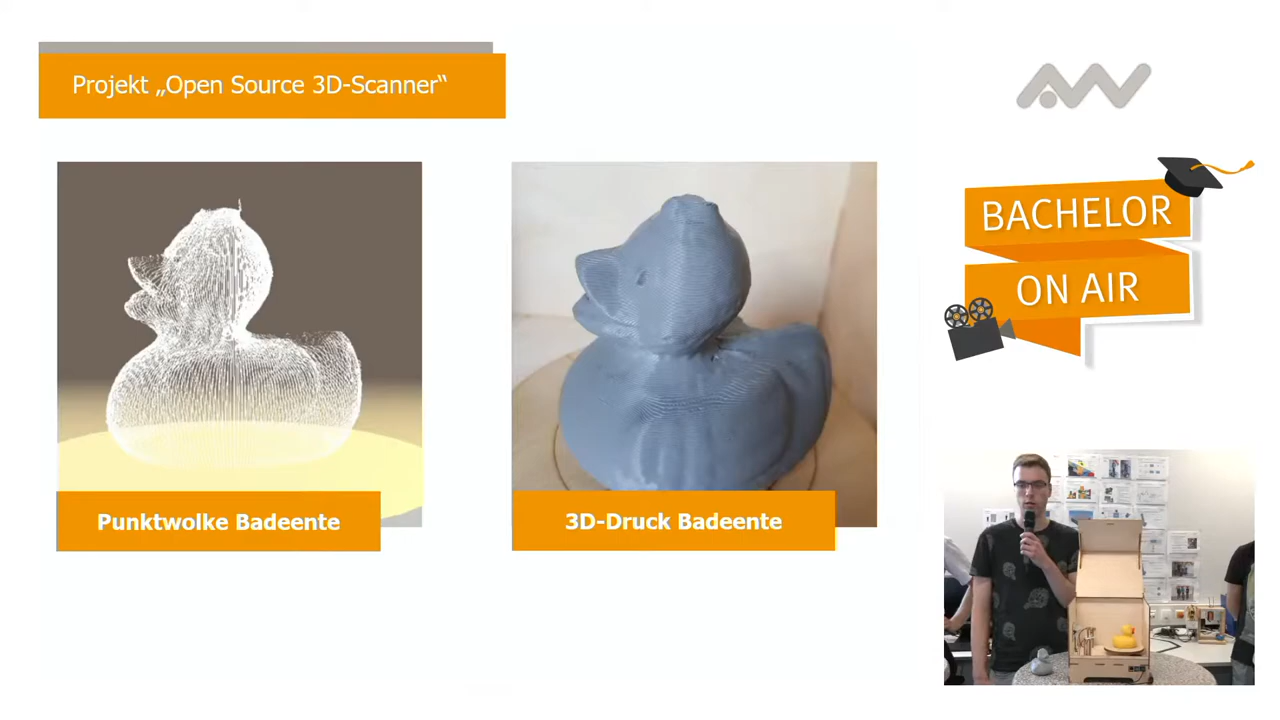 Projekt „Open Source 3D-Scanner“
BACHELOR
ON AIR
Punktwolke Badeente
3D-Druck Badeente